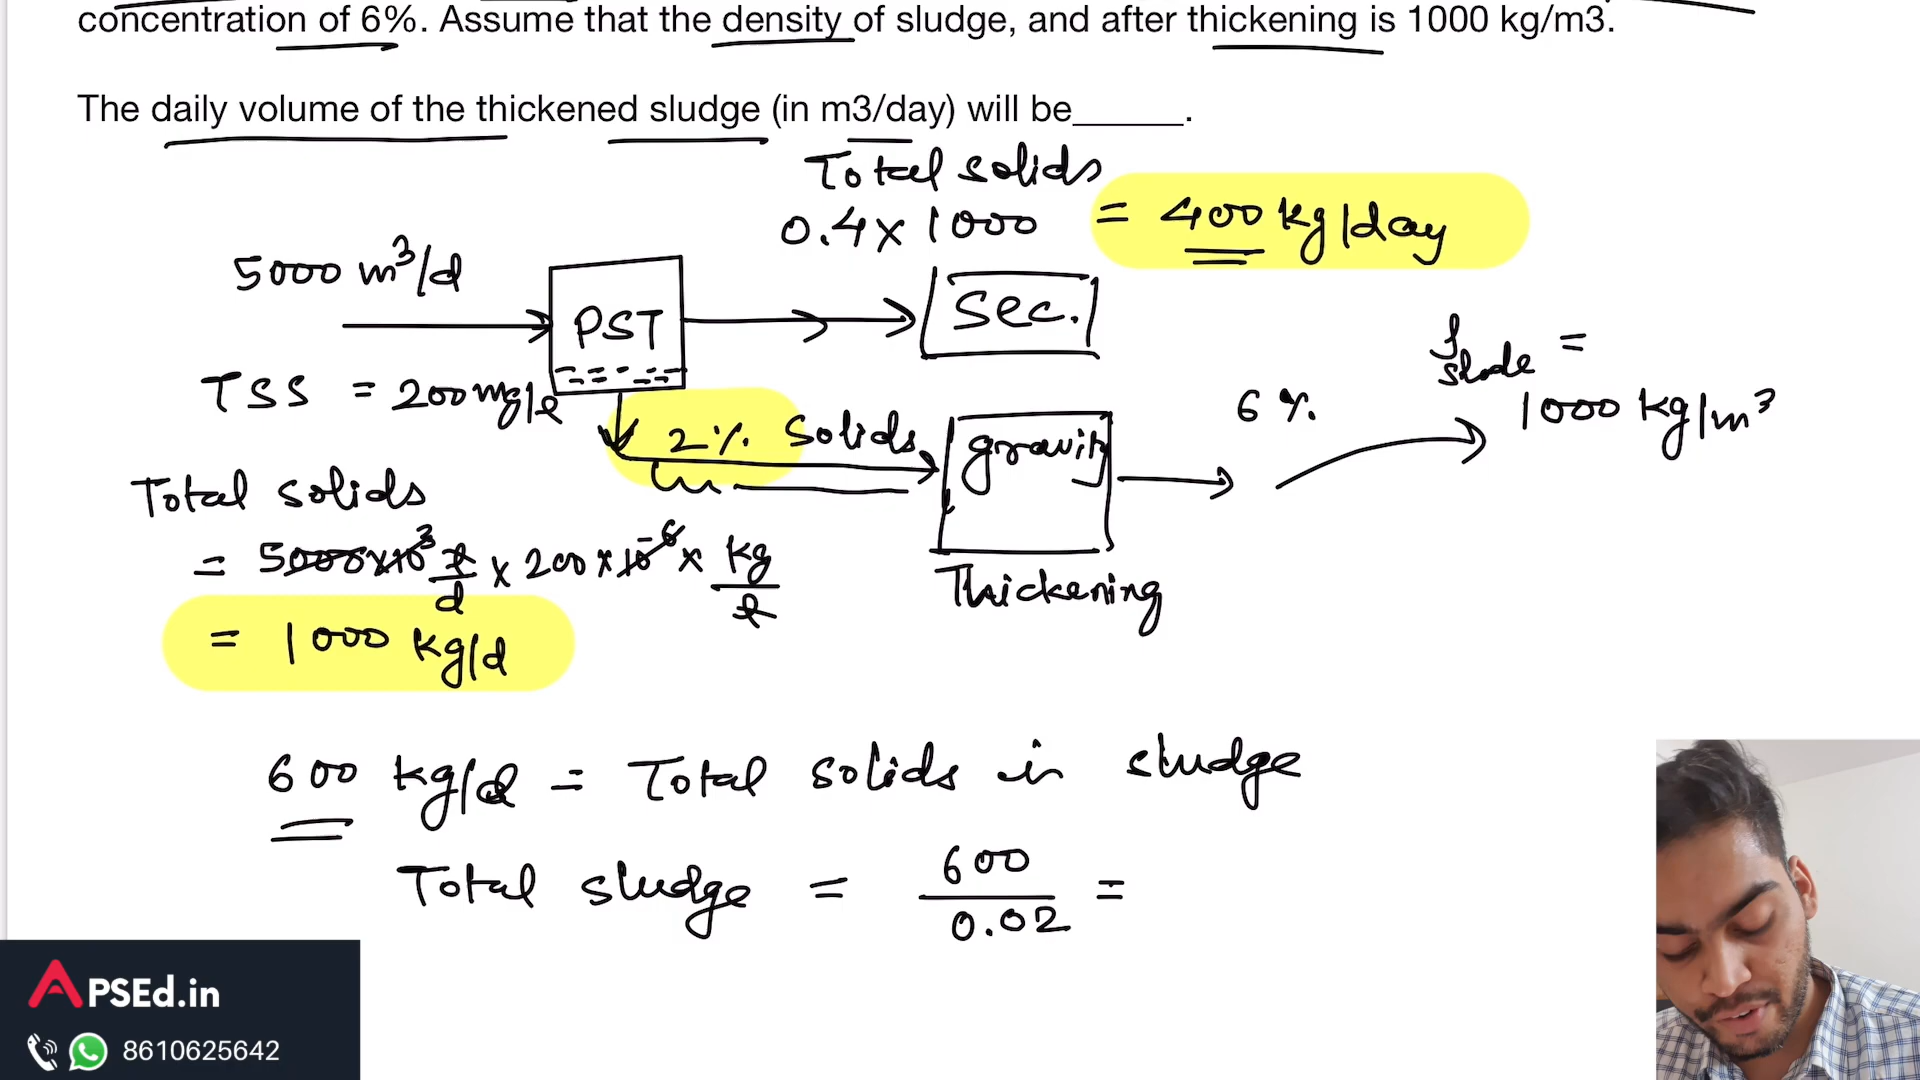 concentration of 6%. Assume that the density of sludge, and after thickening is 1000 kg/m3.
The daily volume of the thickened sludge (in m3/day) will be______.
Total solids
0.4 x 1000 = 400 kg/day
5000 m³/d
PST
Sec.
TSS = 200 mg/l
2% Solids
gravity
Thickening
6%
ρ =
1000 kg/m³
Total solids
= 5000x10³ l/d x 200 x 10⁻⁶ x kg/l
= 1000 kg/d
600 kg/d = Total solids in sludge
Total sludge = 600/0.02 =
APSEd.in
8610625642